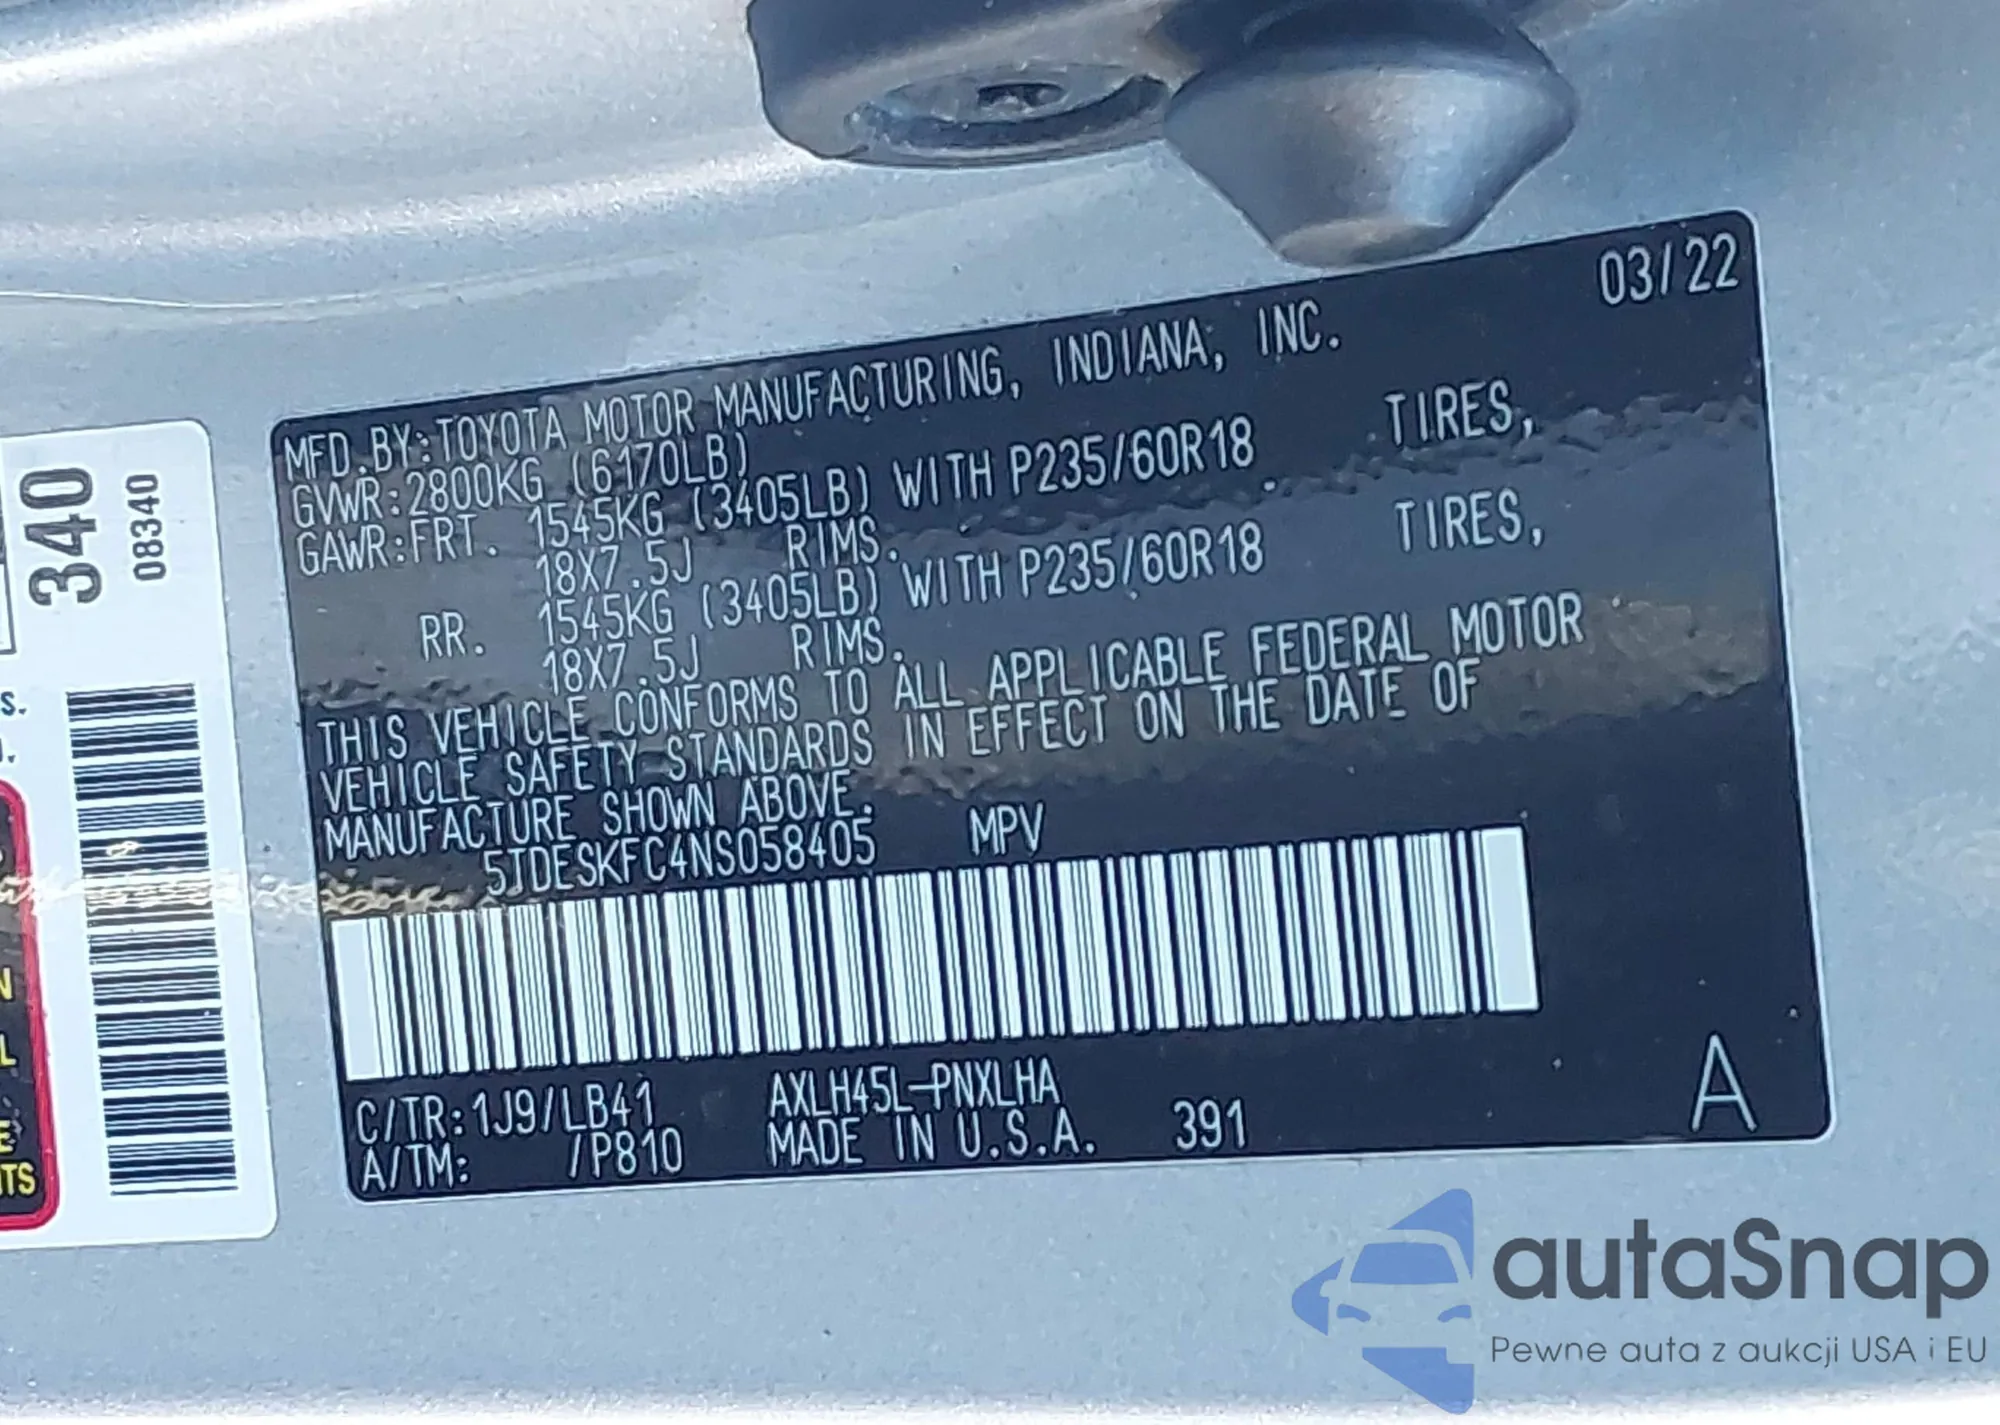 03/22
MFD.BY:TOYOTA MOTOR MANUFACTURING, INDIANA, INC.
GVWR:2800KG (6170LB)
GAWR:FRT. 1545KG (3405LB) WITH P235/60R18 TIRES,
18X7.5J RIMS.
RR. 1545KG (3405LB) WITH P235/60R18 TIRES,
18X7.5J RIMS.
THIS VEHICLE CONFORMS TO ALL APPLICABLE FEDERAL MOTOR
VEHICLE SAFETY STANDARDS IN EFFECT ON THE DATE OF
MANUFACTURE SHOWN ABOVE.
5TDESKFC4NS058405 MPV
C/TR:1J9/LB41 AXLH45L-PNXLHA
A/TM: /P810 MADE IN U.S.A. 391
A
340
08340
S.
N
L
E
ITS
autaSnap
Pewne auta z aukcji USA i EU